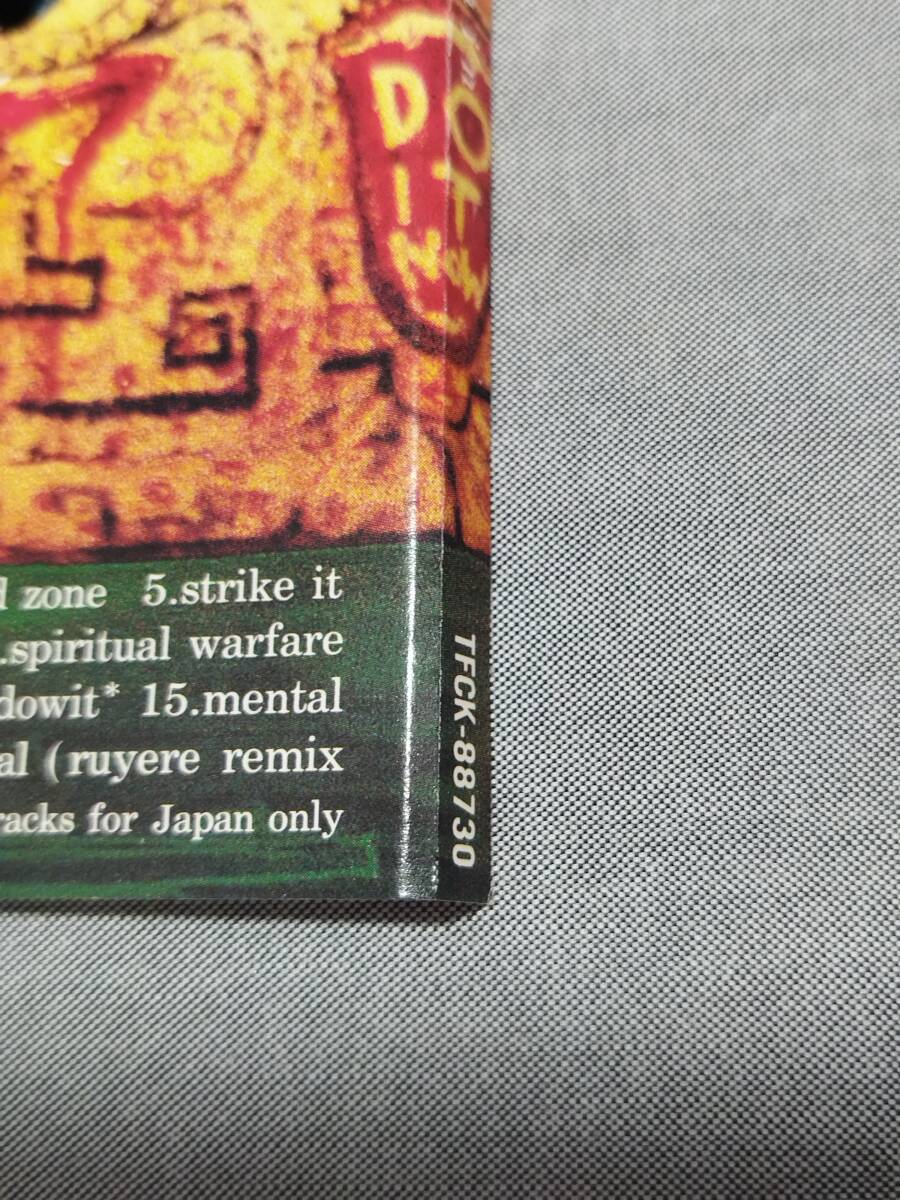 D
I
N
zone 5.strike it
.spiritual warfare
dowit* 15.mental
al (ruyere remix
racks for Japan only
TFCK-88730